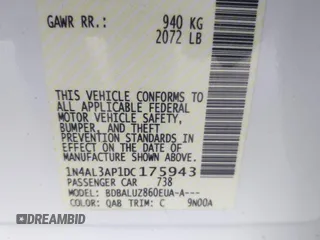 GAWR RR.: 940 KG
2072 LB
THIS VEHICLE CONFORMS TO
ALL APPLICABLE FEDERAL
MOTOR VEHICLE SAFETY,
BUMPER, AND THEFT
PREVENTION STANDARDS IN
EFFECT ON THE DATE OF
MANUFACTURE SHOWN ABOVE.
1N4AL3AP1DC175943
PASSENGER CAR 738
MODEL: BDBALUZ860EUA-A---
COLOR: QAB TRIM: C 9N00A
DREAMBID